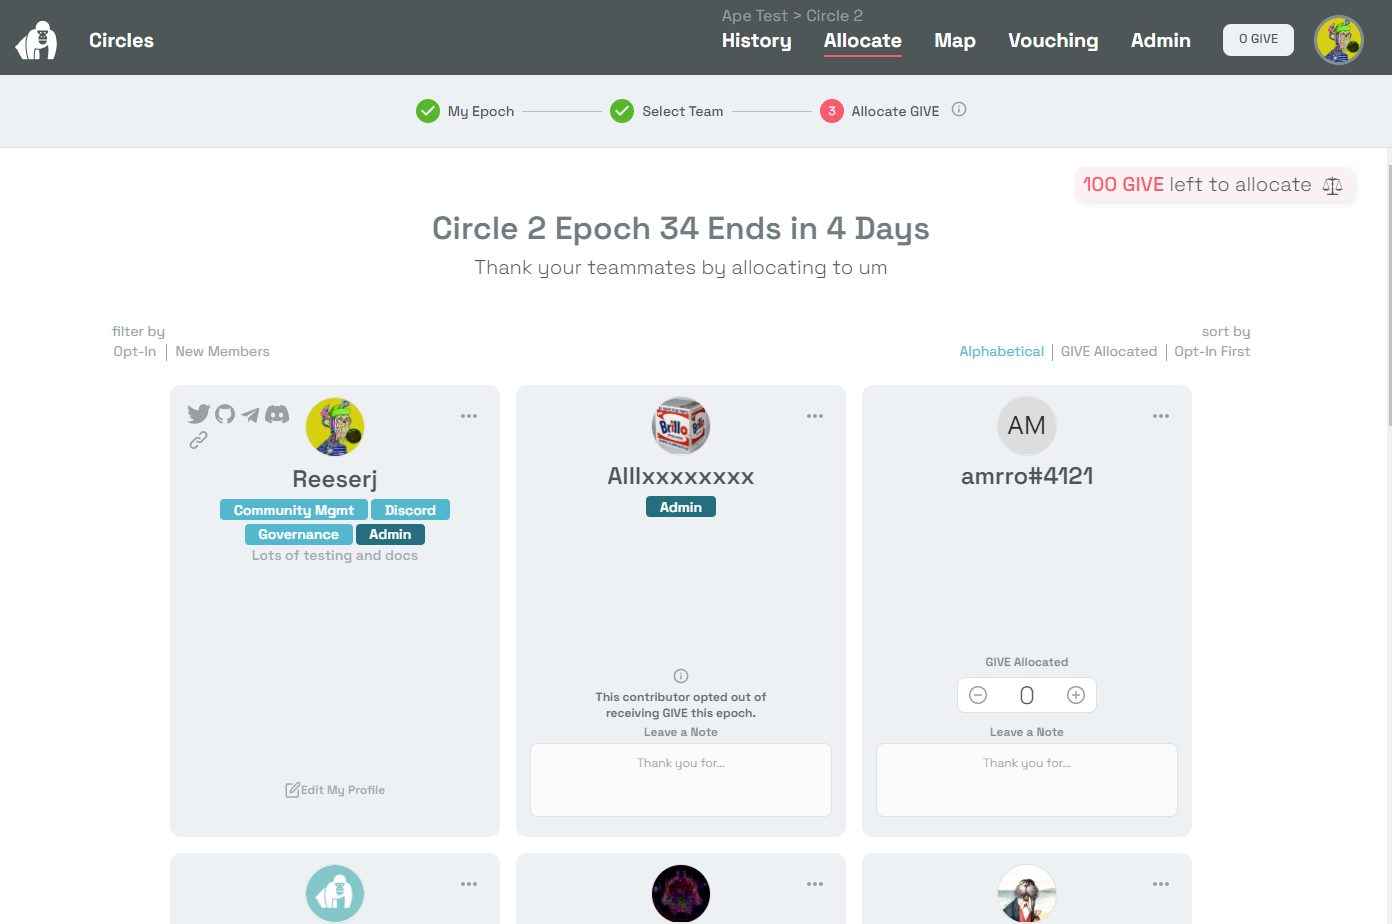 Ape Test > Circle 2
Circles
History Allocate Map Vouching Admin
0 GIVE
My Epoch
Select Team
3 Allocate GIVE
100 GIVE left to allocate
Circle 2 Epoch 34 Ends in 4 Days
Thank your teammates by allocating to um
filter by
Opt-In | New Members
sort by
Alphabetical | GIVE Allocated | Opt-In First
Reeserj
Community Mgmt Discord
Governance Admin
Lots of testing and docs
Edit My Profile
Brillo
Alllxxxxxxxxx
Admin
This contributor opted out of
receiving GIVE this epoch.
Leave a Note
Thank you for...
AM
amrro#4121
GIVE Allocated
0
Leave a Note
Thank you for...